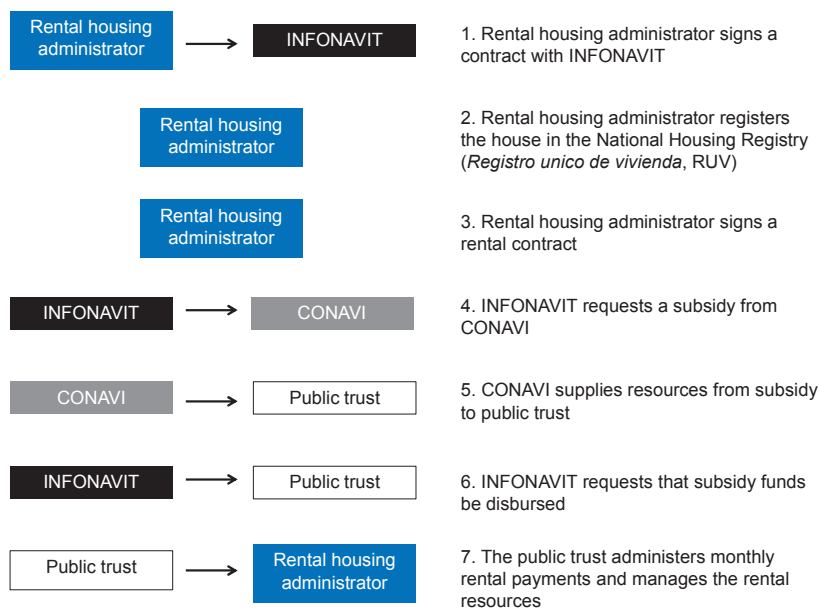 Rental housing
administrator
INFONAVIT
1. Rental housing administrator signs a
contract with INFONAVIT
Rental housing
administrator
2. Rental housing administrator registers
the house in the National Housing Registry
(Registro unico de vivienda, RUV)
Rental housing
administrator
3. Rental housing administrator signs a
rental contract
INFONAVIT
CONAVI
4. INFONAVIT requests a subsidy from
CONAVI
CONAVI
Public trust
5. CONAVI supplies resources from subsidy
to public trust
INFONAVIT
Public trust
6. INFONAVIT requests that subsidy funds
be disbursed
Public trust
Rental housing
administrator
7. The public trust administers monthly
rental payments and manages the rental
resources